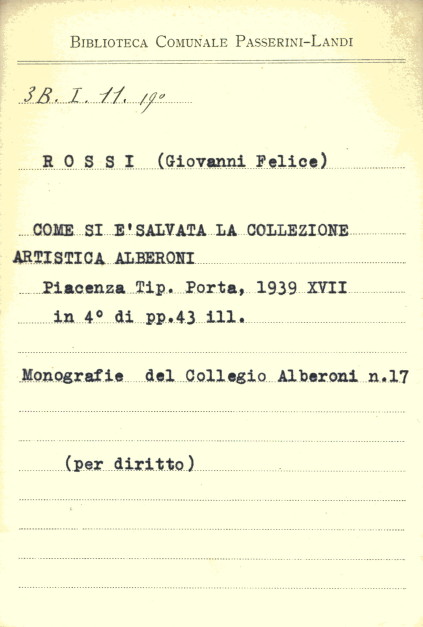 BIBLIOTECA COMUNALE PASSERINI-LANDI
3B. I. 11. 19°
R O S S I (Giovanni Felice)
COME SI E'SALVATA LA COLLEZIONE
ARTISTICA ALBERONI
Piacenza Tip. Porta, 1939 XVII
in 4° di pp.43 ill.
Monografie del Collegio Alberoni n.17
(per diritto)